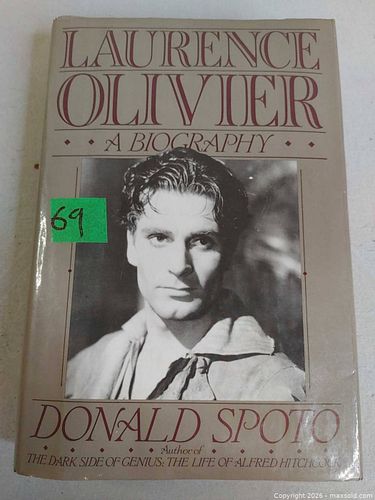 LAURENCE
OLIVIER
A BIOGRAPHY
69
DONALD SPOTO
Author of
THE DARK SIDE OF GENIUS: THE LIFE OF ALFRED HITCHCOCK
Copyright 2026 - maxsold.com